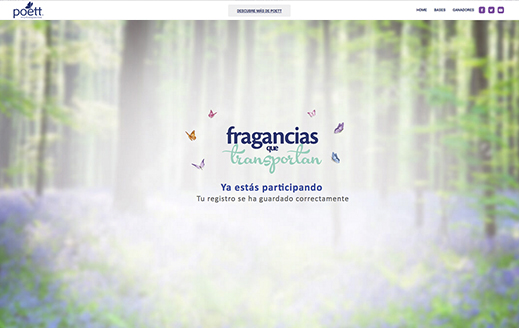 poett
DESCUBRE MÁS DE POETT
HOME
BASES
GANADORES
fragancias
que
transportan
Ya estás participando
Tu registro se ha guardado correctamente